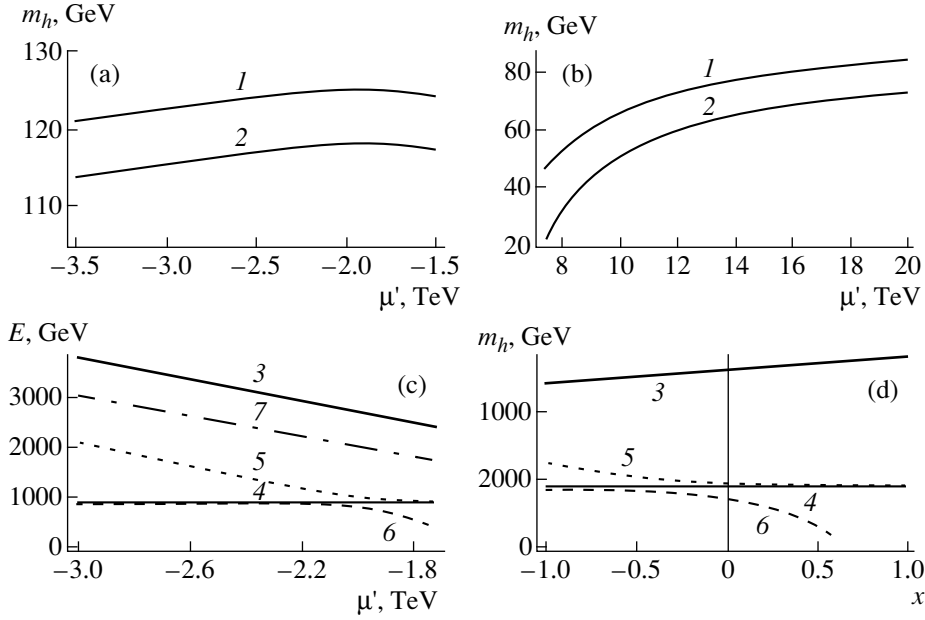 m_h, GeV
130
120
110
(a)
1
2
−3.5 −3.0 −2.5 −2.0 −1.5
μ', TeV
m_h, GeV
80
60
40
20
(b)
1
2
8 10 12 14 16 18 20
μ', TeV
E, GeV
3000
2000
1000
0
(c)
3
7
5
4
6
−3.0 −2.6 −2.2 −1.8
μ', TeV
m_h, GeV
1000
2000
0
(d)
3
5
4
6
−1.0 −0.5 0 0.5 1.0
x